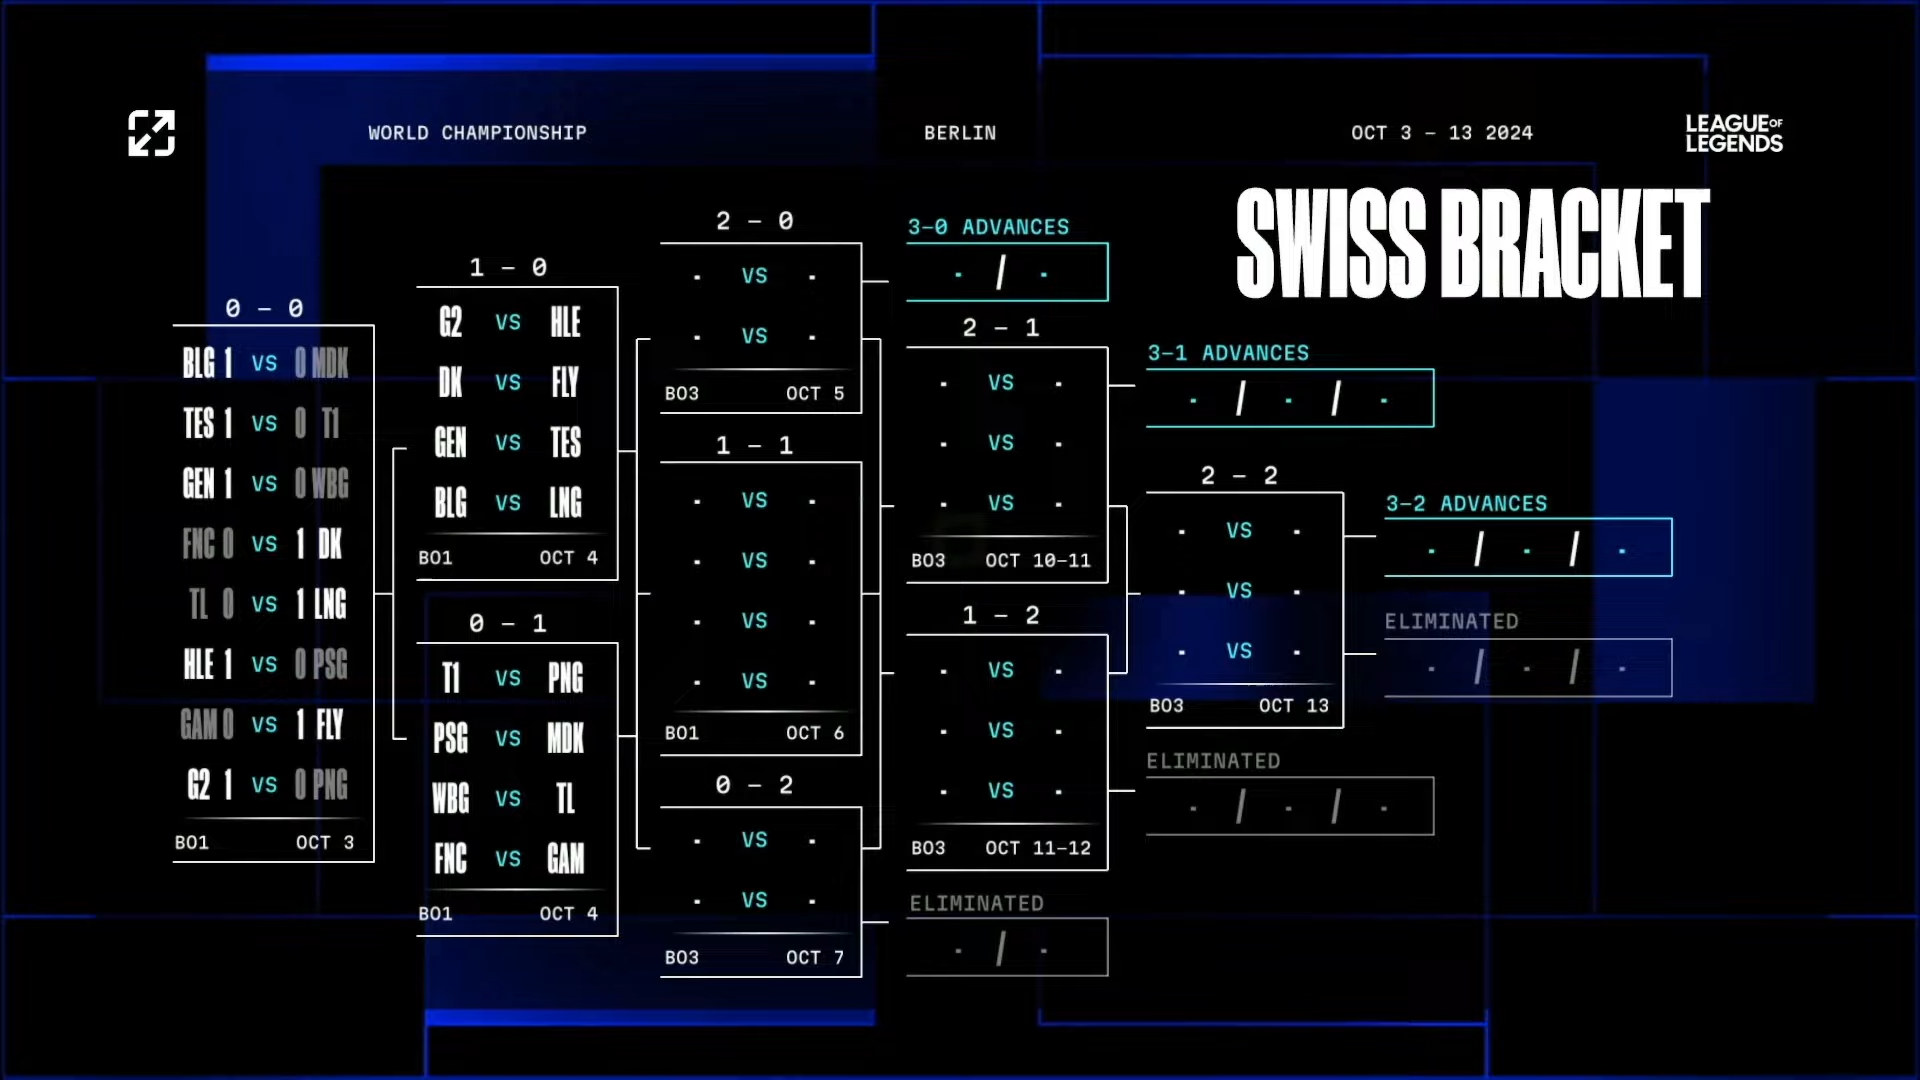 WORLD CHAMPIONSHIP
BERLIN
OCT 3 – 13 2024
LEAGUE OF
LEGENDS
SWISS BRACKET
0 – 0
BLG 1 VS 0 MDK
TES 1 VS 0 T1
GEN 1 VS 0 WBG
FNC 0 VS 1 DK
TL 0 VS 1 LNG
HLE 1 VS 0 PSG
GAM 0 VS 1 FLY
G2 1 VS 0 PNG
BO1 OCT 3
1 – 0
G2 VS HLE
DK VS FLY
GEN VS TES
BLG VS LNG
BO1 OCT 4
0 – 1
T1 VS PNG
PSG VS MDK
WBG VS TL
FNC VS GAM
BO1 OCT 4
2 – 0
- VS -
- VS -
BO3 OCT 5
1 – 1
- VS -
- VS -
- VS -
- VS -
BO1 OCT 6
0 – 2
- VS -
- VS -
BO3 OCT 7
3–0 ADVANCES
- / -
2 – 1
- VS -
- VS -
- VS -
BO3 OCT 10–11
1 – 2
- VS -
- VS -
- VS -
BO3 OCT 11–12
ELIMINATED
- / -
3–1 ADVANCES
- / - / -
2 – 2
- VS -
- VS -
- VS -
BO3 OCT 13
ELIMINATED
- / - / -
3–2 ADVANCES
- / - / -
ELIMINATED
- / - / -